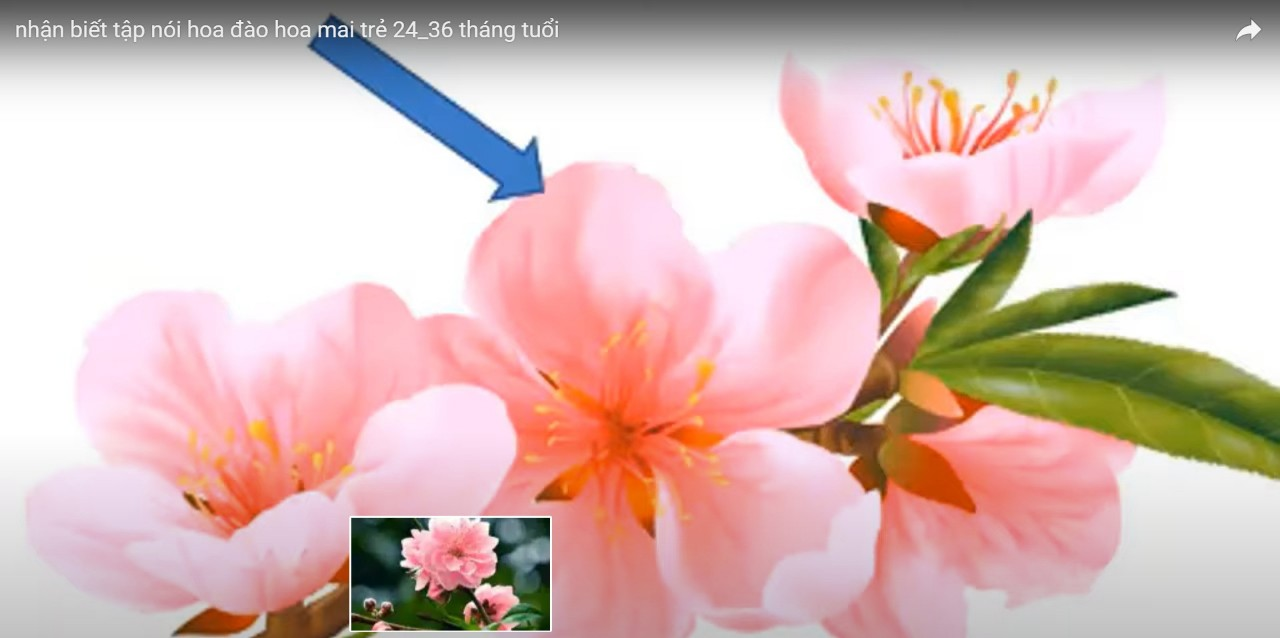 nhận biết tập nói hoa đào hoa mai trẻ 24_36 tháng tuổi